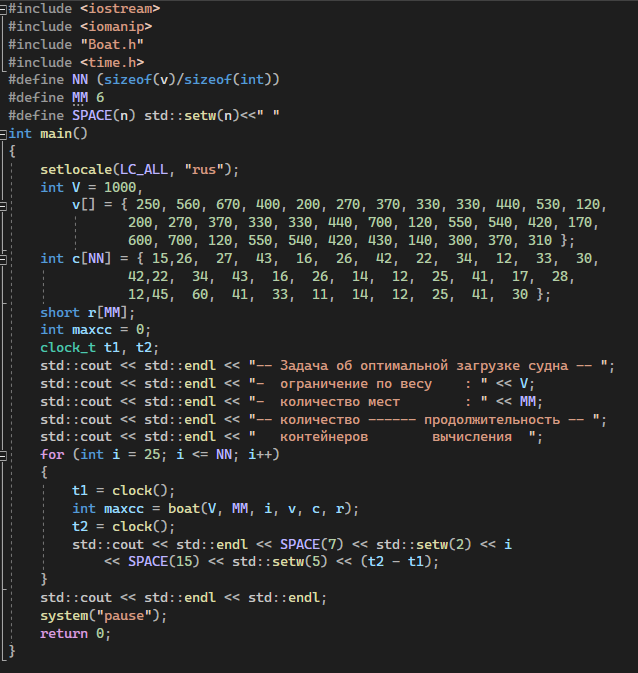 #include <iostream>
#include <iomanip>
#include "Boat.h"
#include <time.h>
#define NN (sizeof(v)/sizeof(int))
#define MM 6
#define SPACE(n) std::setw(n)<<" "
int main()
{
    setlocale(LC_ALL, "rus");
    int V = 1000,
        v[] = { 250, 560, 670, 400, 200, 270, 370, 330, 330, 440, 530, 120,
               200, 270, 370, 330, 330, 440, 700, 120, 550, 540, 420, 170,
               600, 700, 120, 550, 540, 420, 430, 140, 300, 370, 310 };
    int c[NN] = { 15,26,  27,  43,  16,  26,  42,  22,  34,  12,  33,  30,
               42,22,  34,  43,  16,  26,  14,  12,  25,  41,  17,  28,
               12,45,  60,  41,  33,  11,  14,  12,  25,  41,  30 };
    short r[MM];
    int maxcc = 0;
    clock_t t1, t2;
    std::cout << std::endl << "-- Задача об оптимальной загрузке судна -- ";
    std::cout << std::endl << "-  ограничение по весу    : " << V;
    std::cout << std::endl << "-  количество мест        : " << MM;
    std::cout << std::endl << "-- количество ------ продолжительность -- ";
    std::cout << std::endl << "   контейнеров        вычисления  ";
    for (int i = 25; i <= NN; i++)
    {
        t1 = clock();
        int maxcc = boat(V, MM, i, v, c, r);
        t2 = clock();
        std::cout << std::endl << SPACE(7) << std::setw(2) << i
            << SPACE(15) << std::setw(5) << (t2 - t1);
    }
    std::cout << std::endl << std::endl;
    system("pause");
    return 0;
}